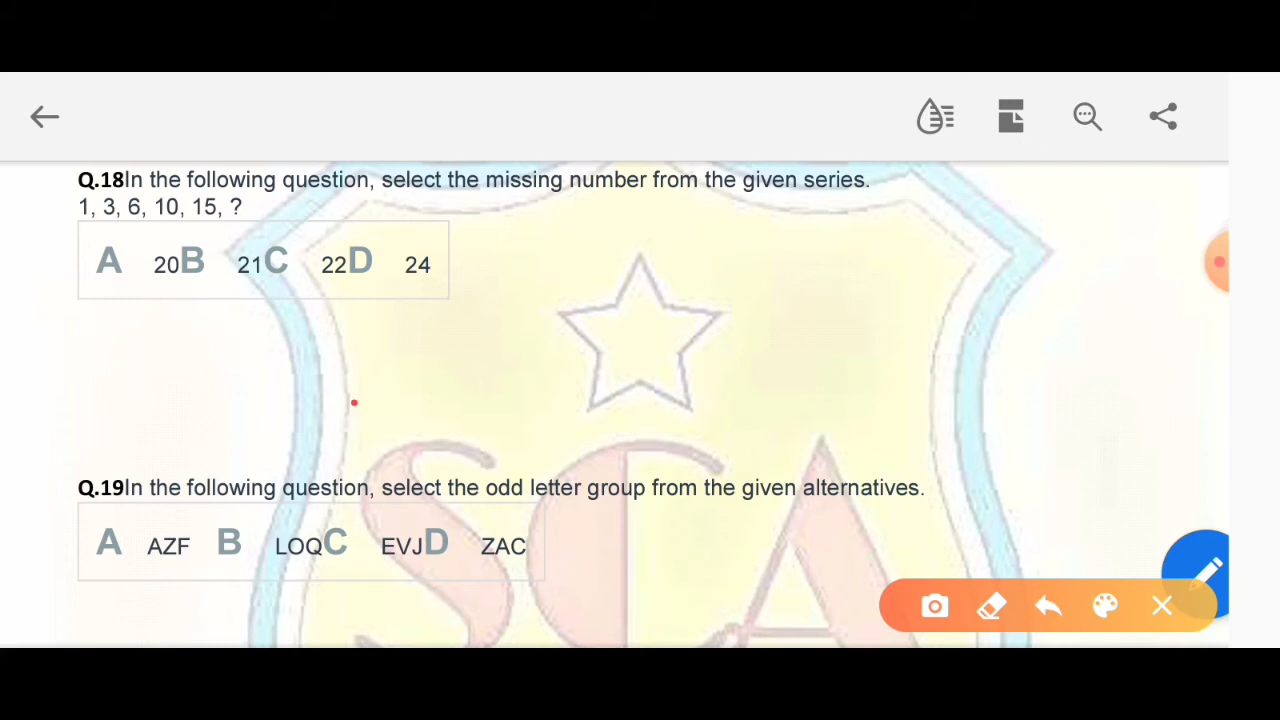 Q.18In the following question, select the missing number from the given series.
1, 3, 6, 10, 15, ?
A 20B 21C 22D 24
SCA
Q.19In the following question, select the odd letter group from the given alternatives.
A AZF B LOQC EVJD ZAC